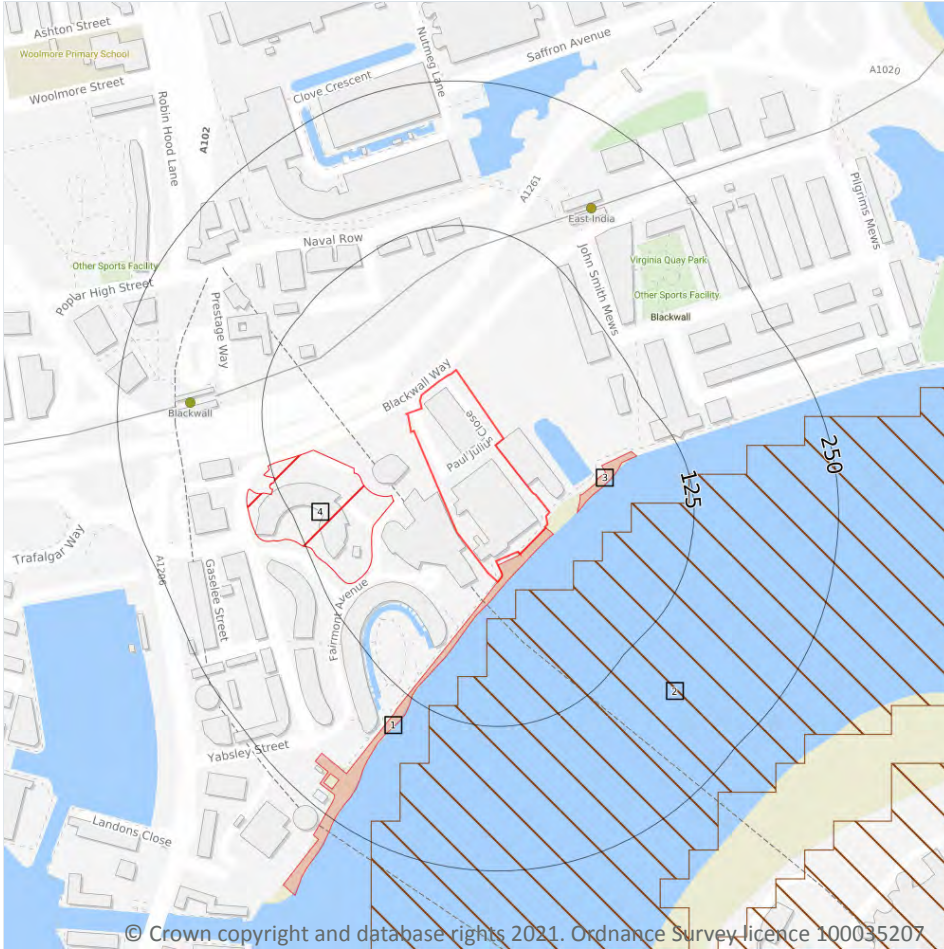 Ashton Street
Woolmore Primary School
Woolmore Street
Robin Hood Lane
A102
Clove Crescent
Nutmeg Lane
Saffron Avenue
A1020
A1261
East-India
Pilgrims Mews
Naval Row
Other Sports Facility
Poplar High Street
Prestage Way
John Smith Mews
Virginia Quay Park
Other Sports Facility
Blackwall
Blackwall Way
Blackwall
Paul Julius Close
250
125
3
4
Trafalgar Way
A1206
Gaselee Street
Fairmont Avenue
2
1
Yabsley Street
Landons Close
© Crown copyright and database rights 2021. Ordnance Survey licence 100035207